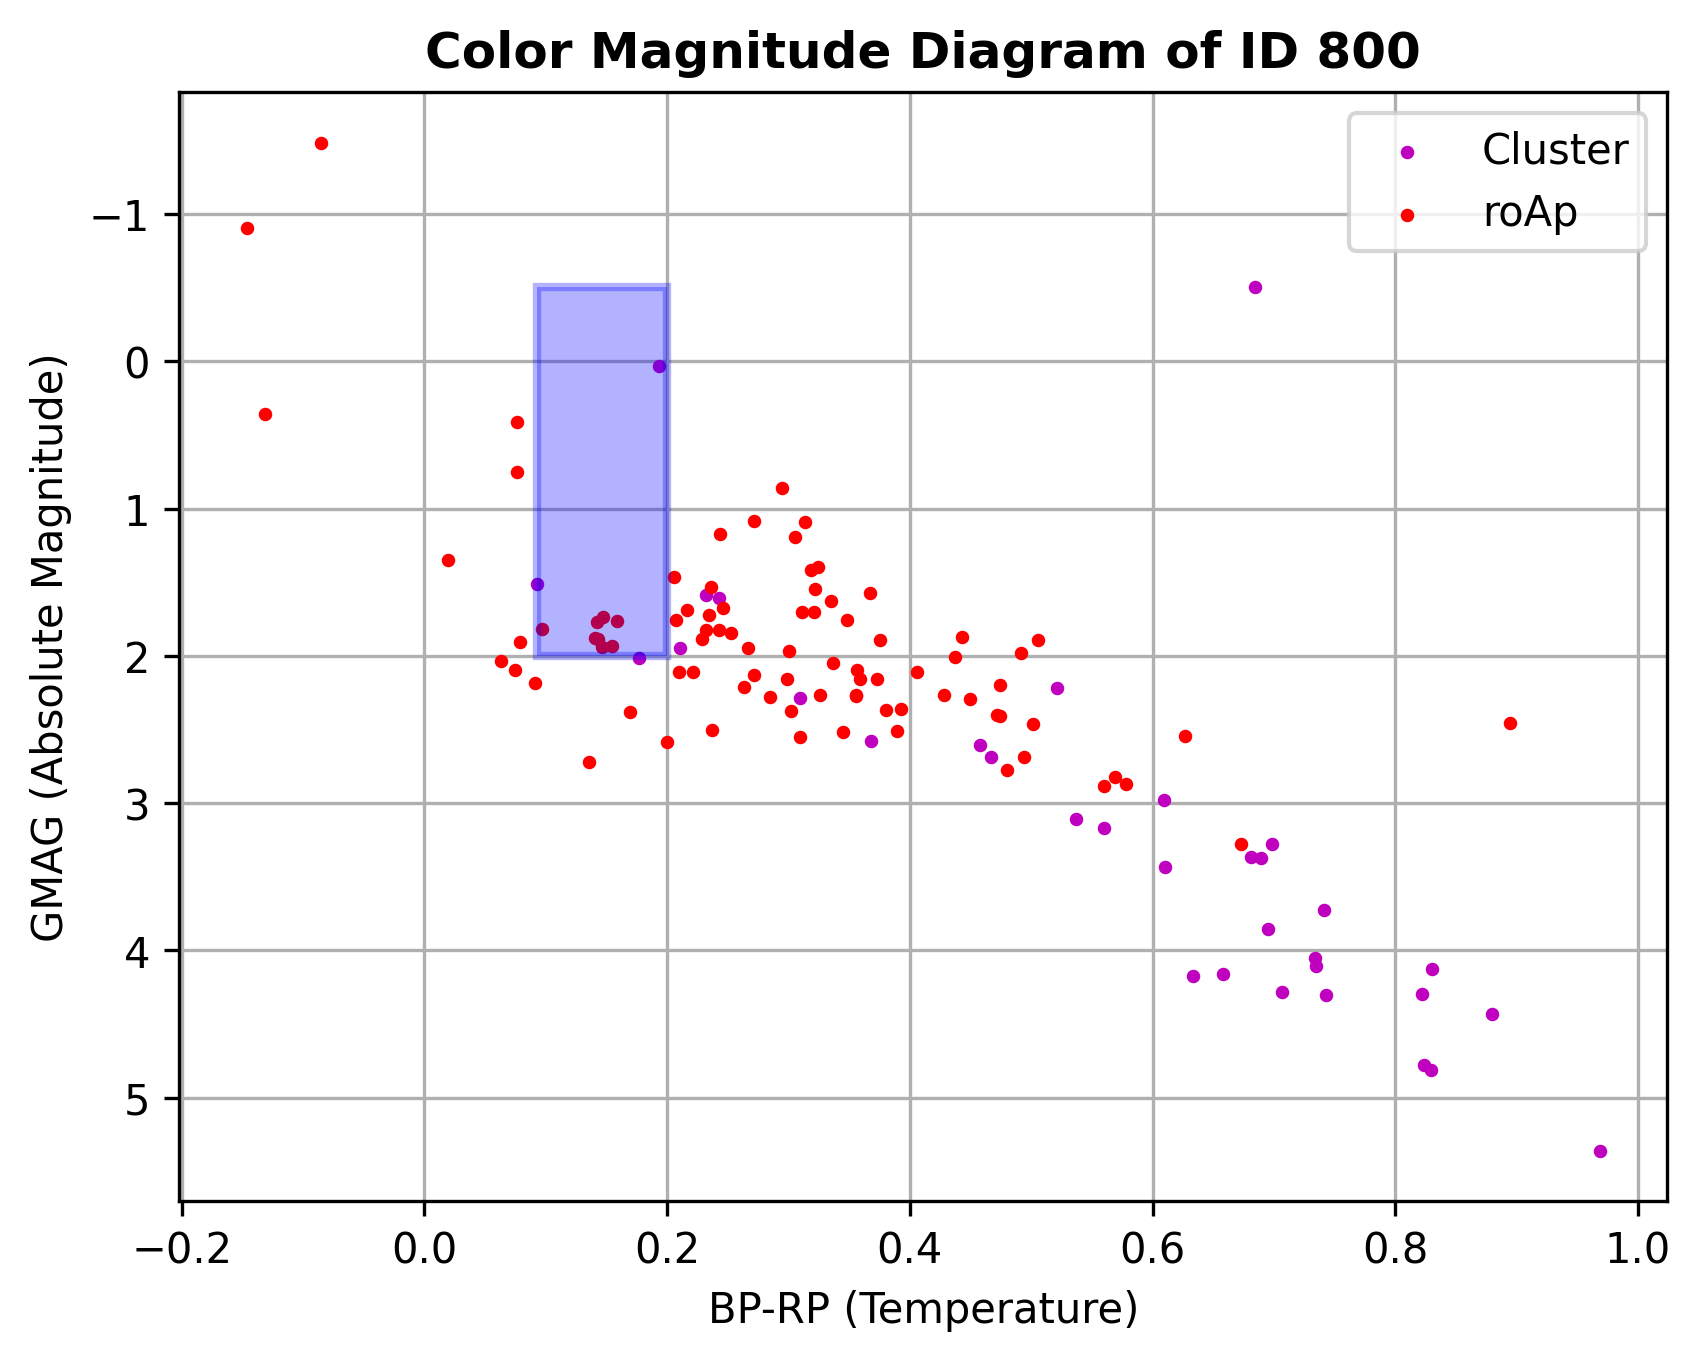 Color Magnitude Diagram of ID 800
Cluster
roAp
−1
0
1
2
3
4
5
GMAG (Absolute Magnitude)
−0.2 0.0 0.2 0.4 0.6 0.8 1.0
BP-RP (Temperature)